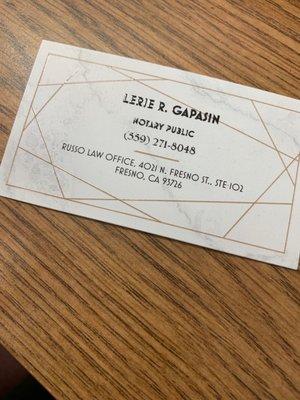 LERIE R. GAPASIN
NOTARY PUBLIC
(559) 271-8048
RUSSO LAW OFFICE, 4021 N. FRESNO ST., STE 102
FRESNO, CA 93726